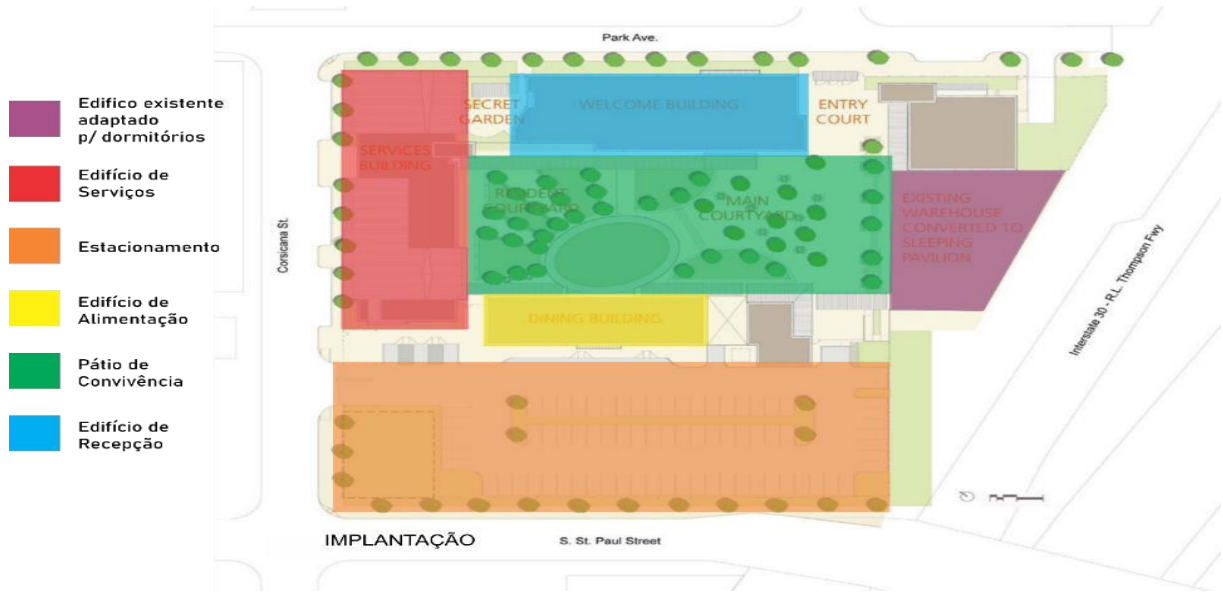 Edifico existente
adaptado
p/ dormitórios
Edifício de
Serviços
Estacionamento
Edifício de
Alimentação
Pátio de
Convivência
Edifício de
Recepção
Park Ave.
SECRET
GARDEN
WELCOME BUILDING
ENTRY
COURT
SERVICES
BUILDING
RESIDENT
COURTYARD
MAIN
COURTYARD
EXISTING
WAREHOUSE
CONVERTED TO
SLEEPING
PAVILION
Corsicana St.
DINING BUILDING
Interstate 30 - R.L. Thompson Fwy
IMPLANTAÇÃO
S. St. Paul Street